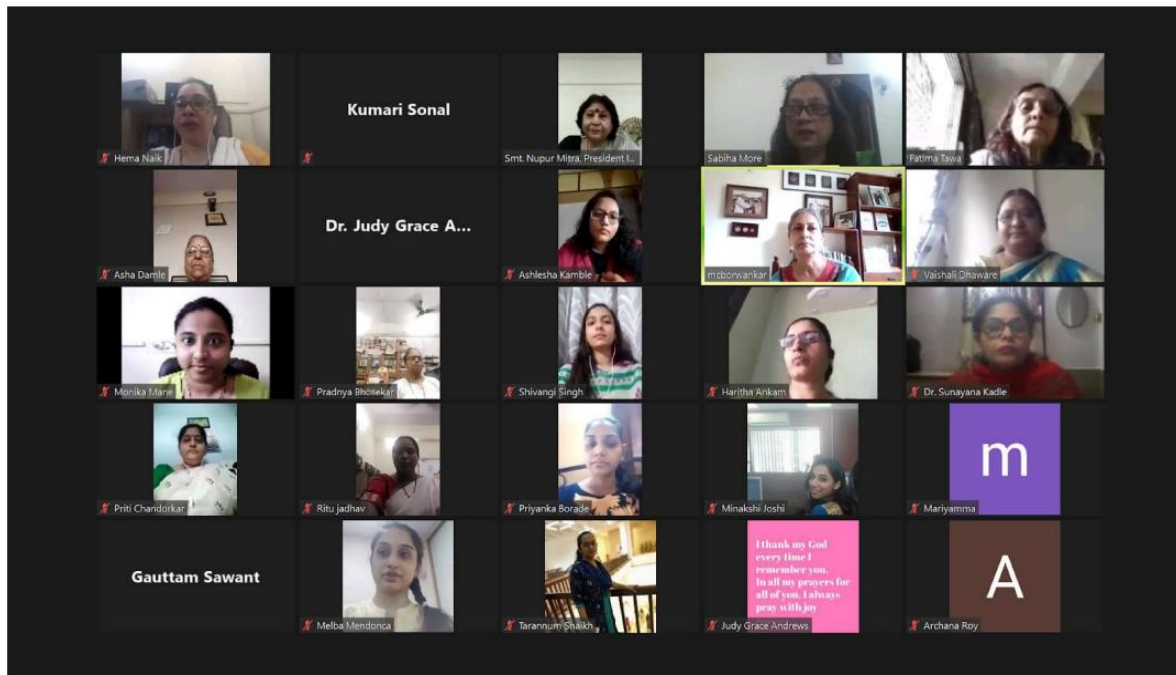 Hema Naik
Kumari Sonal
Smt. Nupur Mitra, President I...
Sabiha More
Fatima Tawa
Asha Damle
Dr. Judy Grace A...
Ashlesha Kamble
mcborwankar
Vaishali Dhaware
Monika Mane
Pradnya Bhosekar
Shivangi Singh
Haritha Ankam
Dr. Sunayana Kadle
Priti Chandorkar
Ritu jadhav
Priyanka Borade
Minakshi Joshi
m
Mariyamma
Gauttam Sawant
Melba Mendonca
Tarannum Shaikh
I thank my God
every time I
remember you.
In all my prayers for
all of you, I always
pray with joy
Judy Grace Andrews
A
Archana Roy